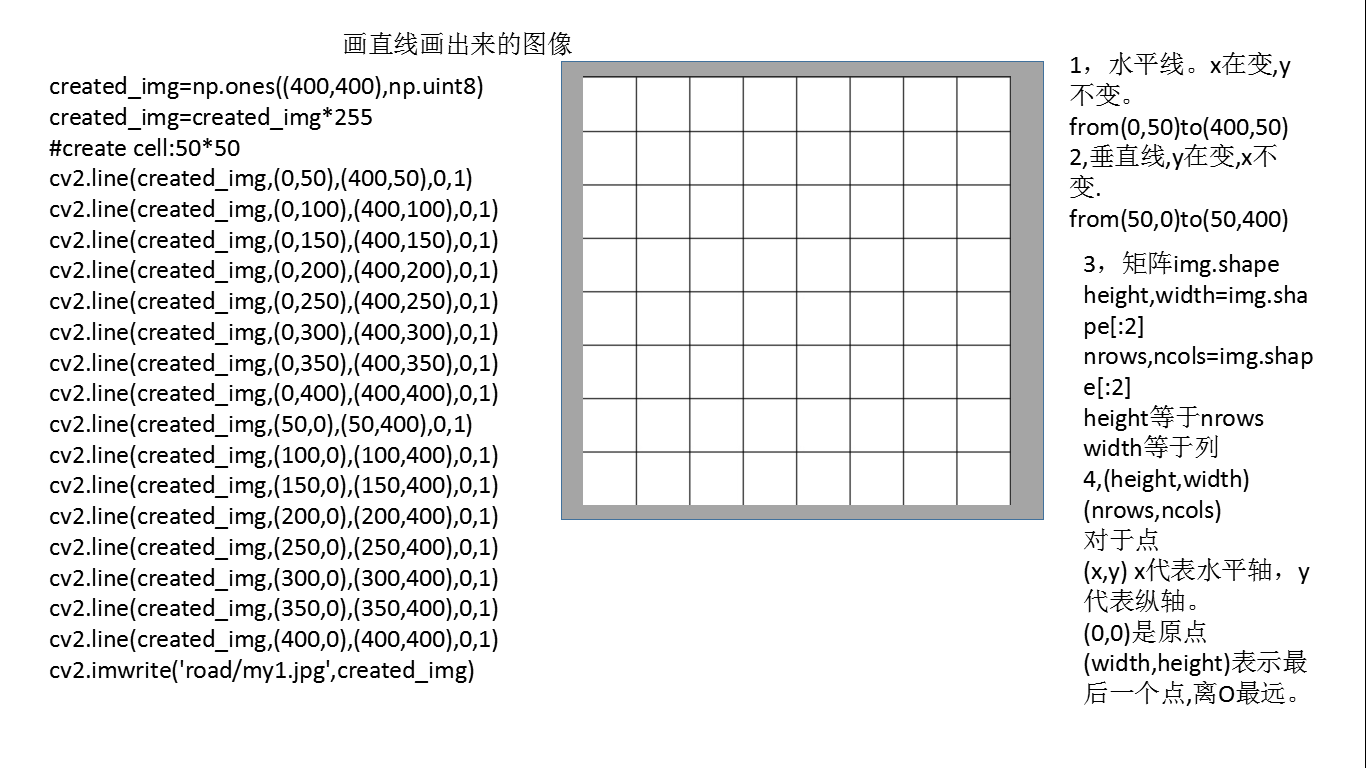 画直线画出来的图像
created_img=np.ones((400,400),np.uint8)
created_img=created_img*255
#create cell:50*50
cv2.line(created_img,(0,50),(400,50),0,1)
cv2.line(created_img,(0,100),(400,100),0,1)
cv2.line(created_img,(0,150),(400,150),0,1)
cv2.line(created_img,(0,200),(400,200),0,1)
cv2.line(created_img,(0,250),(400,250),0,1)
cv2.line(created_img,(0,300),(400,300),0,1)
cv2.line(created_img,(0,350),(400,350),0,1)
cv2.line(created_img,(0,400),(400,400),0,1)
cv2.line(created_img,(50,0),(50,400),0,1)
cv2.line(created_img,(100,0),(100,400),0,1)
cv2.line(created_img,(150,0),(150,400),0,1)
cv2.line(created_img,(200,0),(200,400),0,1)
cv2.line(created_img,(250,0),(250,400),0,1)
cv2.line(created_img,(300,0),(300,400),0,1)
cv2.line(created_img,(350,0),(350,400),0,1)
cv2.line(created_img,(400,0),(400,400),0,1)
cv2.imwrite('road/my1.jpg',created_img)
1，水平线。x在变,y
不变。
from(0,50)to(400,50)
2,垂直线,y在变,x不
变.
from(50,0)to(50,400)
3，矩阵img.shape
height,width=img.sha
pe[:2]
nrows,ncols=img.shap
e[:2]
height等于nrows
width等于列
4,(height,width)
(nrows,ncols)
对于点
(x,y) x代表水平轴，y
代表纵轴。
(0,0)是原点
(width,height)表示最
后一个点,离O最远。